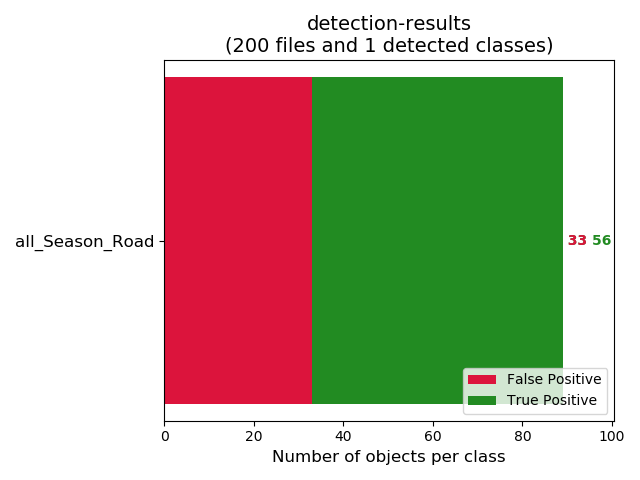 detection-results
(200 files and 1 detected classes)
all_Season_Road
33 56
False Positive
True Positive
0 20 40 60 80 100
Number of objects per class